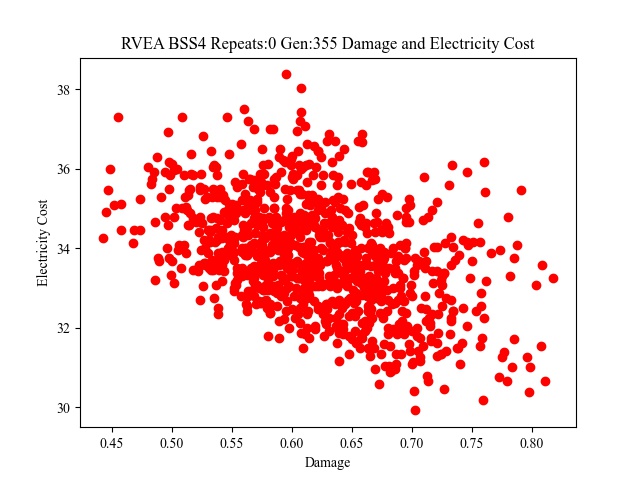 RVEA BSS4 Repeats:0 Gen:355 Damage and Electricity Cost
38
36
34
32
30
Electricity Cost
0.45 0.50 0.55 0.60 0.65 0.70 0.75 0.80
Damage